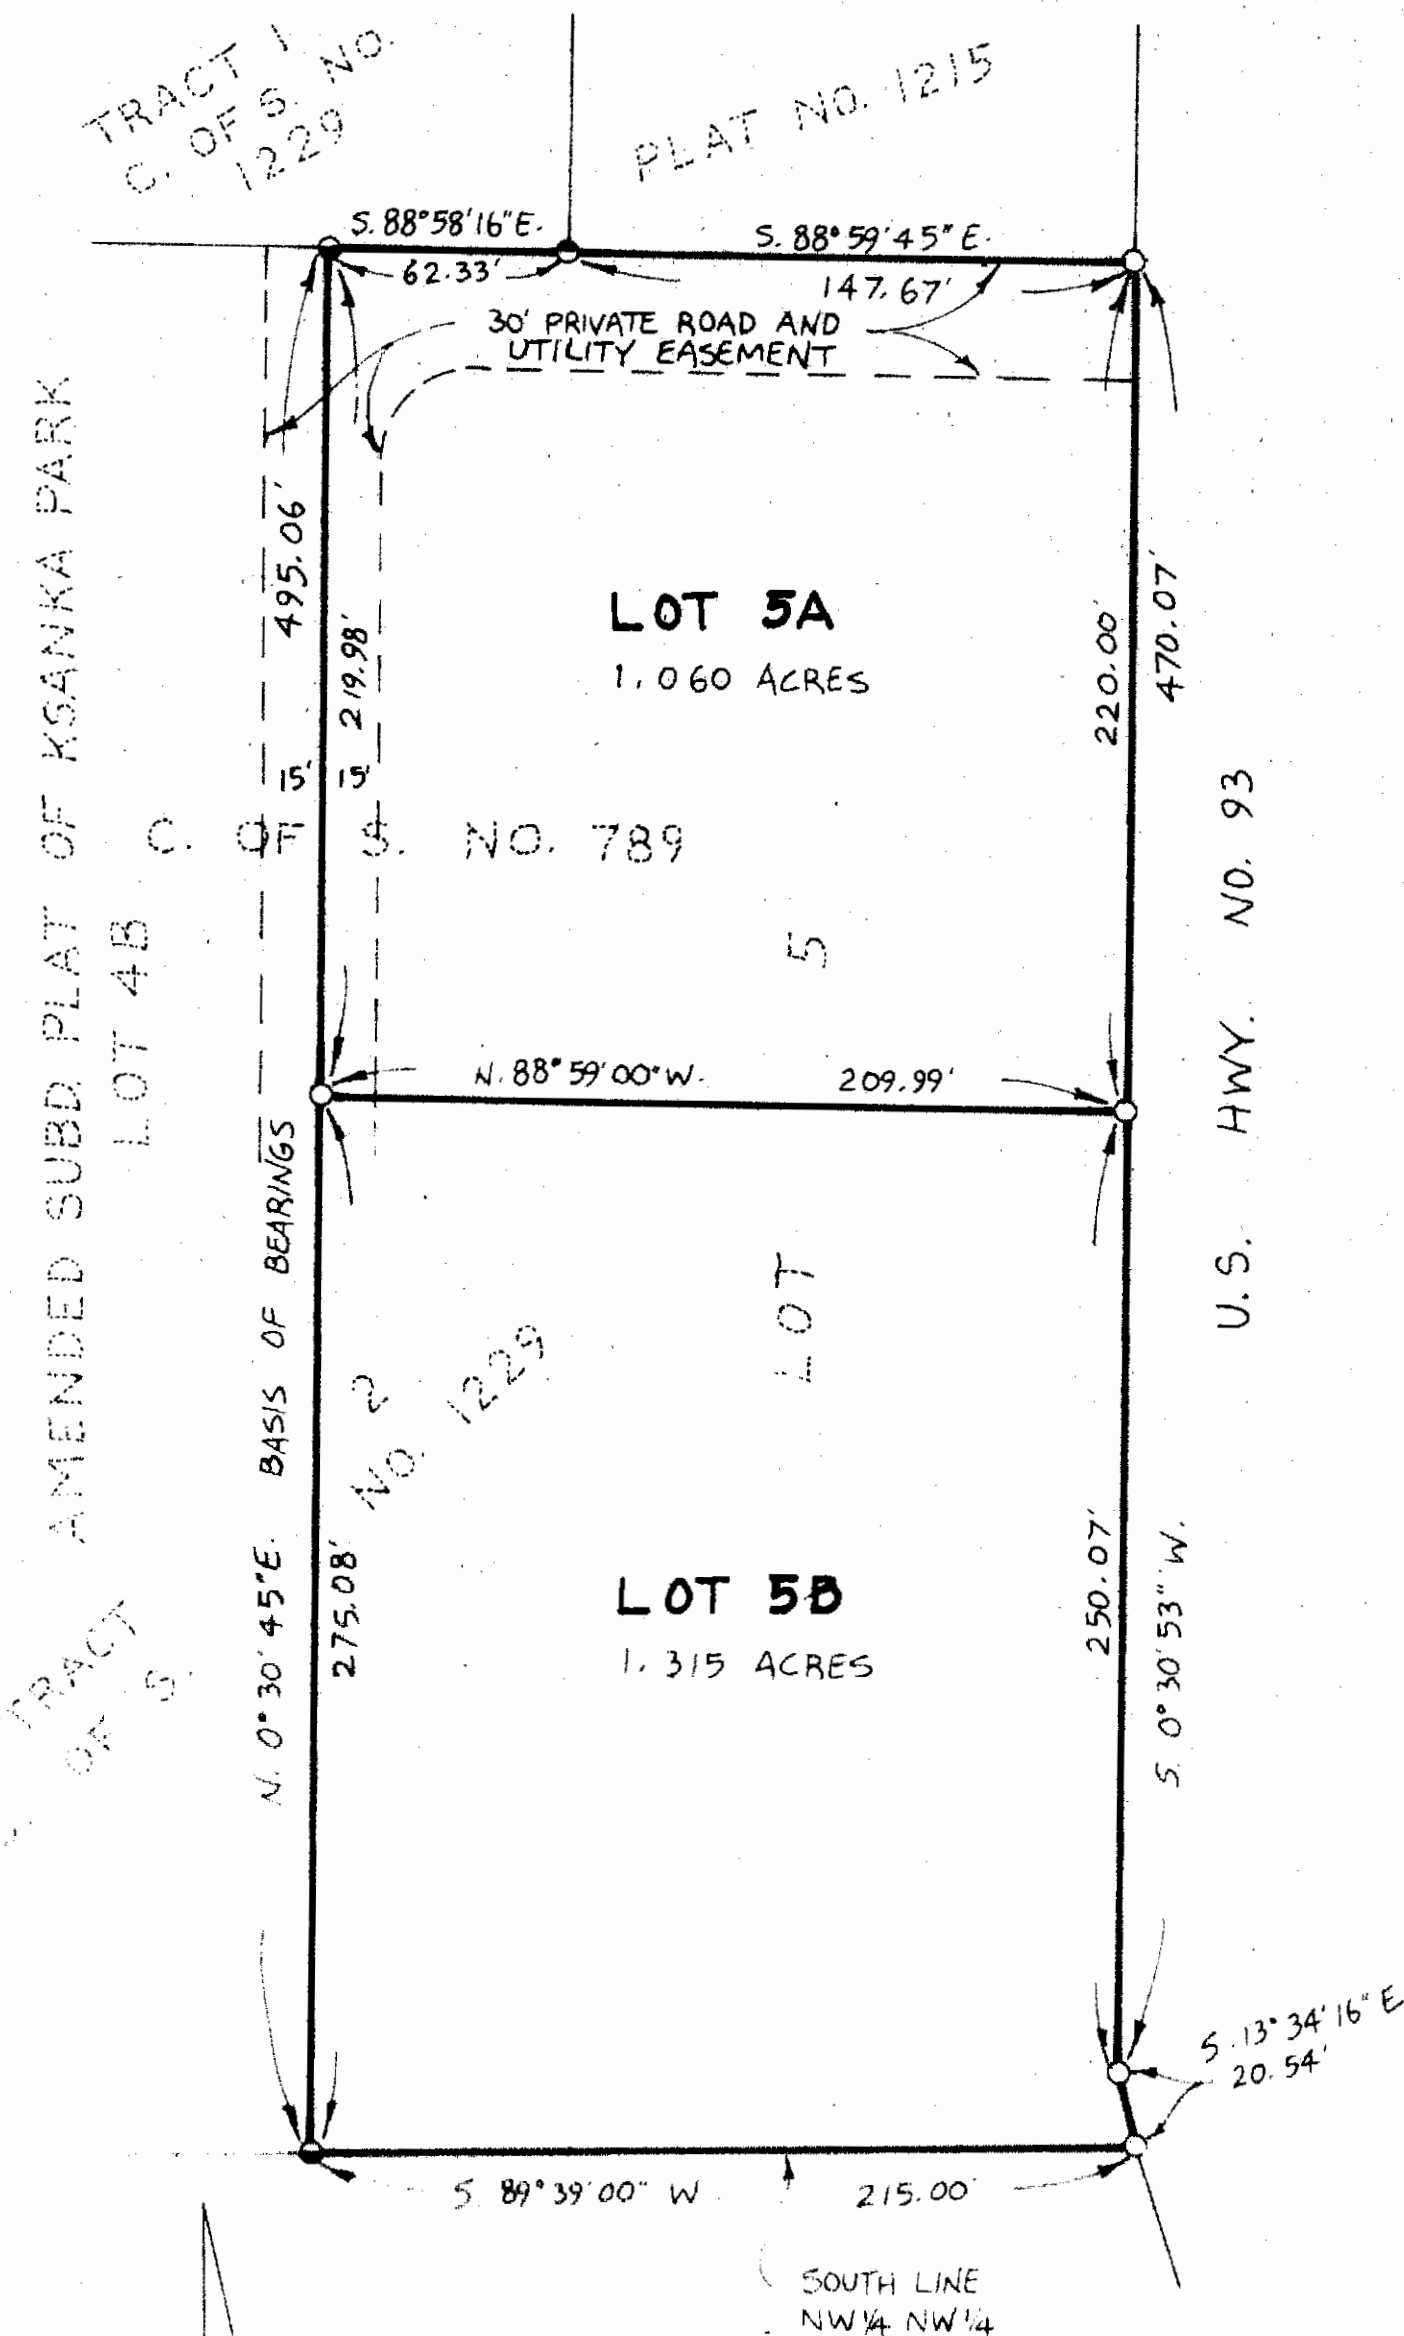 TRACT 1
C. OF S. NO.
1229
PLAT NO. 1215
S. 88°58'16"E.
62.33'
S. 88°59'45"E.
147.67'
30' PRIVATE ROAD AND
UTILITY EASEMENT
AMENDED SUBD. PLAT OF KSANKA PARK
LOT 4B
495.06'
219.98'
15'
15'
LOT 5A
1.060 ACRES
220.00'
470.07'
C. OF S. NO. 789
LOT 5
U.S. HWY. NO. 93
N. 88°59'00"W.
209.99'
N. 0°30'45"E. BASIS OF BEARINGS
275.08'
TRACT 2
OF S. NO. 1229
LOT 5B
1.315 ACRES
250.07'
S. 0°30'53" W.
S. 13°34'16"E
20.54'
S. 89°39'00" W
215.00'
SOUTH LINE
NW¼ NW¼